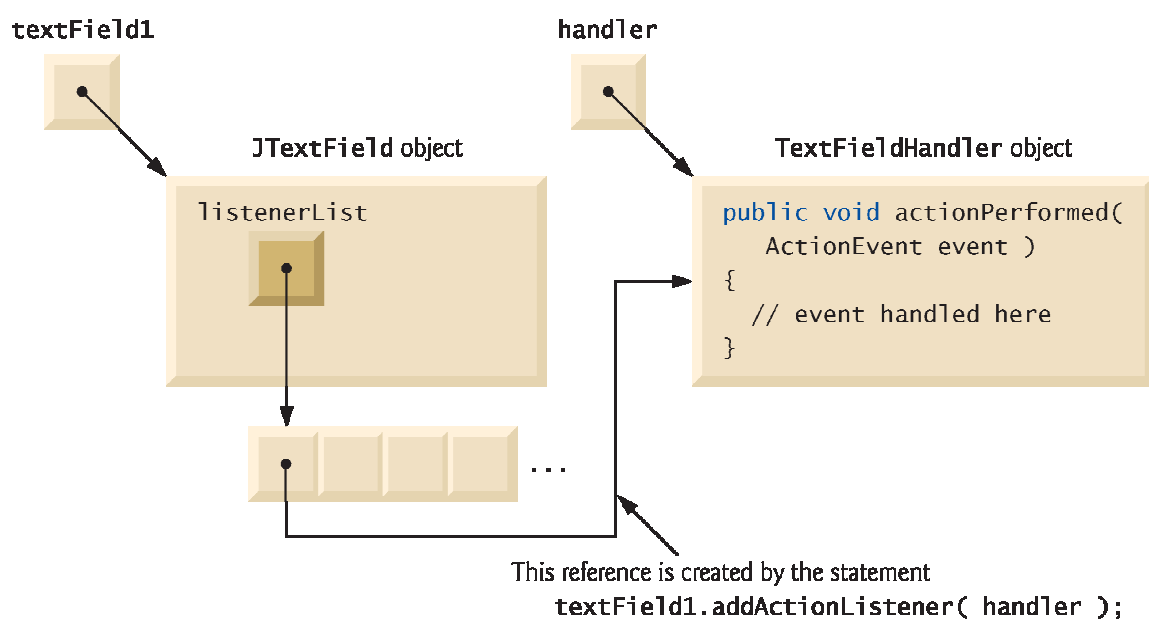 textField1
handler
JTextField object
TextFieldHandler object
listenerList
public void actionPerformed(
ActionEvent event )
{
// event handled here
}
...
This reference is created by the statement
textField1.addActionListener( handler );